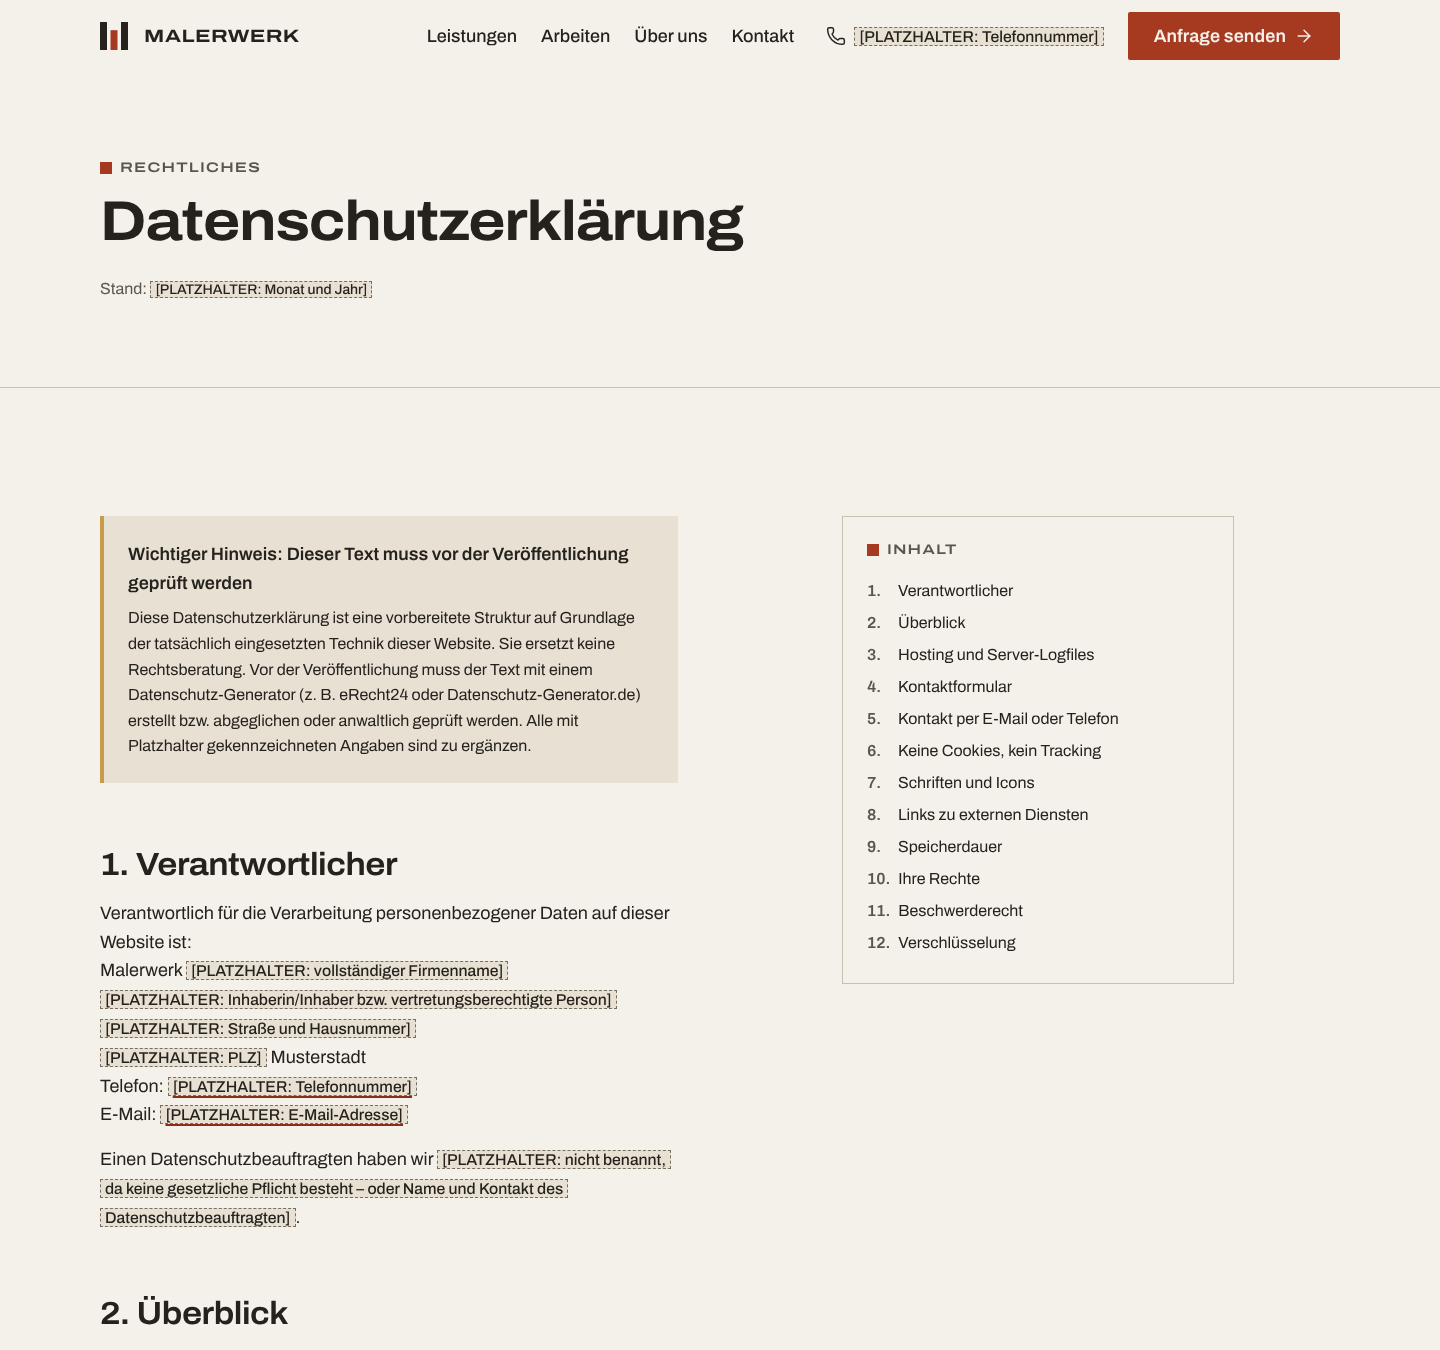 MALERWERK
Leistungen Arbeiten Über uns Kontakt [PLATZHALTER: Telefonnummer] Anfrage senden →
RECHTLICHES
Datenschutzerklärung
Stand: [PLATZHALTER: Monat und Jahr]
Wichtiger Hinweis: Dieser Text muss vor der Veröffentlichung
geprüft werden
Diese Datenschutzerklärung ist eine vorbereitete Struktur auf Grundlage
der tatsächlich eingesetzten Technik dieser Website. Sie ersetzt keine
Rechtsberatung. Vor der Veröffentlichung muss der Text mit einem
Datenschutz-Generator (z. B. eRecht24 oder Datenschutz-Generator.de)
erstellt bzw. abgeglichen oder anwaltlich geprüft werden. Alle mit
Platzhalter gekennzeichneten Angaben sind zu ergänzen.
1. Verantwortlicher
Verantwortlich für die Verarbeitung personenbezogener Daten auf dieser
Website ist:
Malerwerk [PLATZHALTER: vollständiger Firmenname]
[PLATZHALTER: Inhaberin/Inhaber bzw. vertretungsberechtigte Person]
[PLATZHALTER: Straße und Hausnummer]
[PLATZHALTER: PLZ] Musterstadt
Telefon: [PLATZHALTER: Telefonnummer]
E-Mail: [PLATZHALTER: E-Mail-Adresse]
Einen Datenschutzbeauftragten haben wir [PLATZHALTER: nicht benannt,
da keine gesetzliche Pflicht besteht – oder Name und Kontakt des
Datenschutzbeauftragten].
2. Überblick
INHALT
1. Verantwortlicher
2. Überblick
3. Hosting und Server-Logfiles
4. Kontaktformular
5. Kontakt per E-Mail oder Telefon
6. Keine Cookies, kein Tracking
7. Schriften und Icons
8. Links zu externen Diensten
9. Speicherdauer
10. Ihre Rechte
11. Beschwerderecht
12. Verschlüsselung